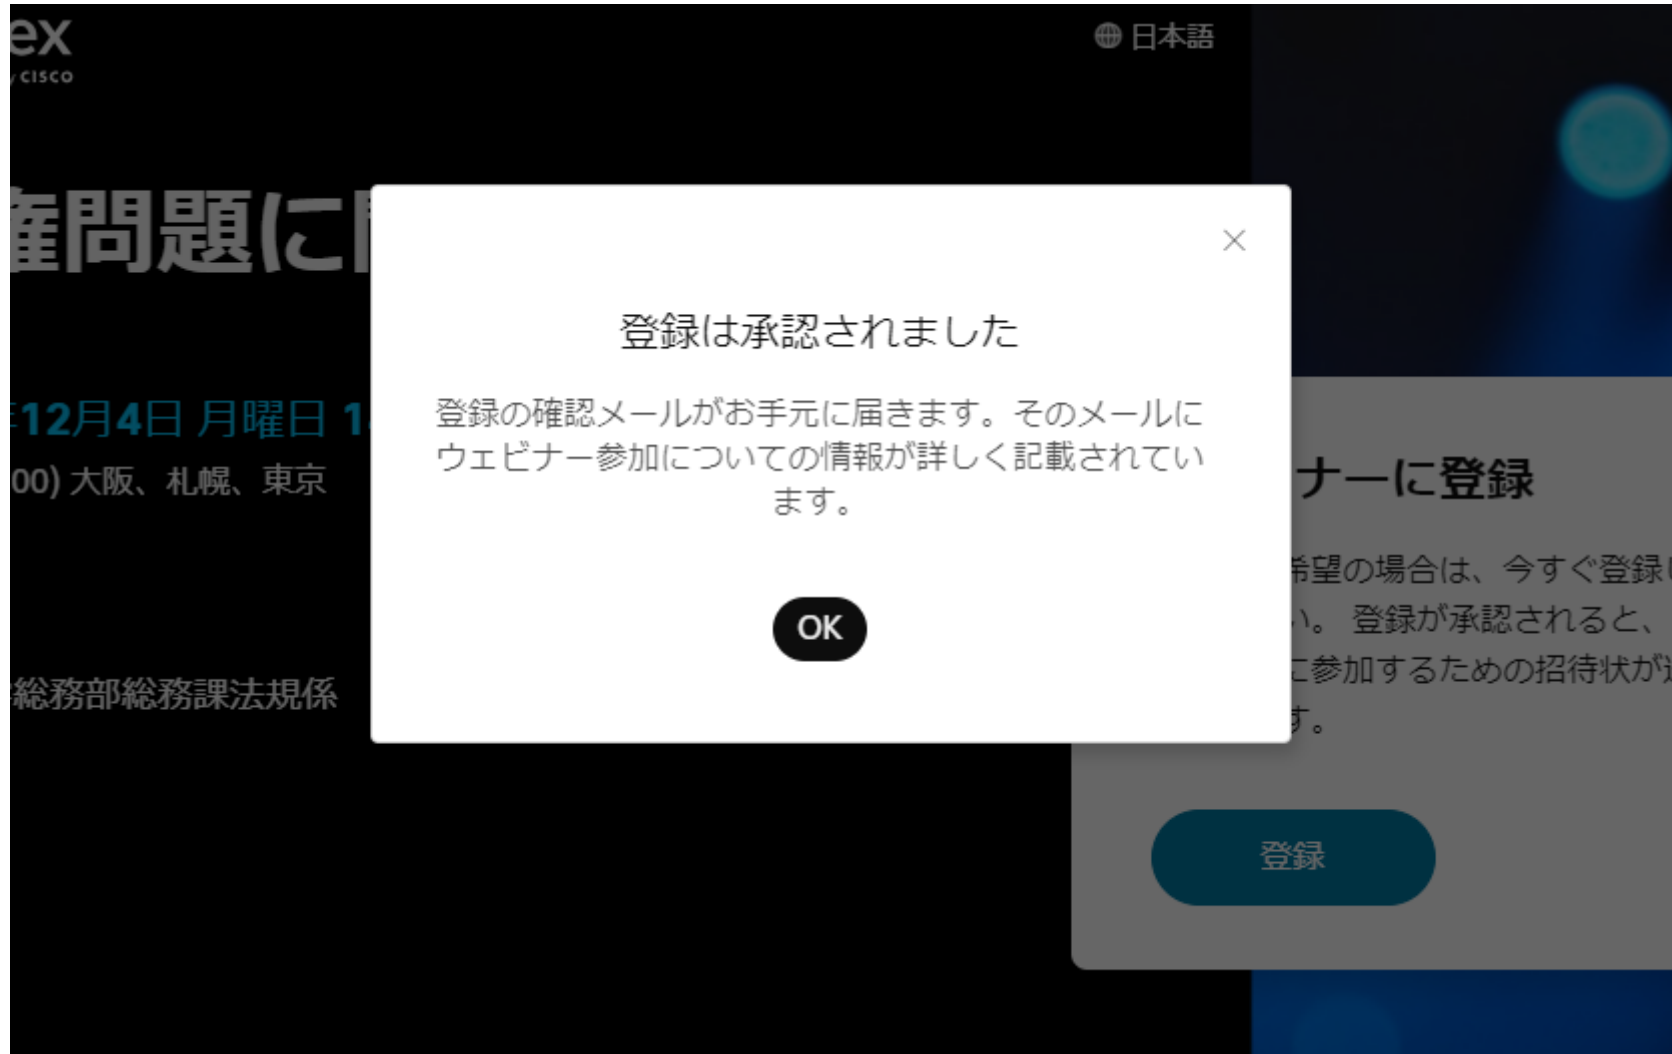 ex
日本語
by CISCO
権問題に関
登録は承認されました
12月4日 月曜日 1
登録の確認メールがお手元に届きます。そのメールに
ウェビナー参加についての情報が詳しく記載されてい
ます。
00) 大阪、札幌、東京
ナーに登録
希望の場合は、今すぐ登録し
い。 登録が承認されると、
に参加するための招待状が送
す。
OK
総務部総務課法規係
登録